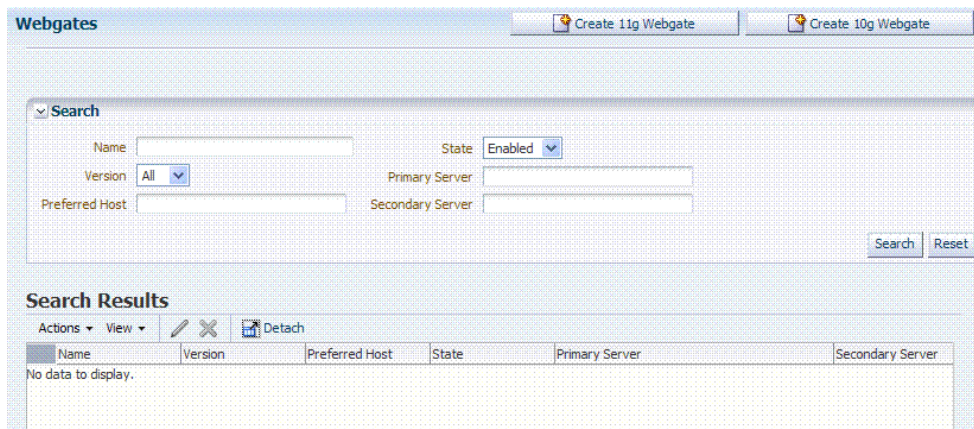 Webgates Create 11g Webgate Create 10g Webgate
Search
Name State Enabled
Version All Primary Server
Preferred Host Secondary Server
Search Reset
Search Results
Actions View Detach
Name Version Preferred Host State Primary Server Secondary Server
No data to display.